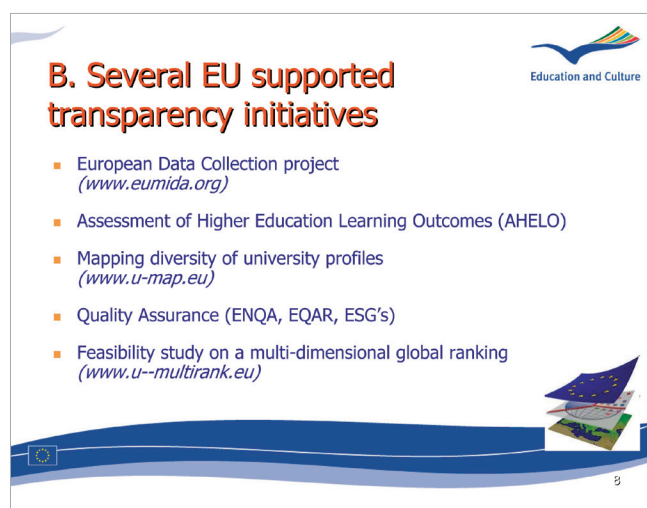 B. Several EU supported
transparency initiatives
Education and Culture
European Data Collection project
(www.eumida.org)
Assessment of Higher Education Learning Outcomes (AHELO)
Mapping diversity of university profiles
(www.u-map.eu)
Quality Assurance (ENQA, EQAR, ESG's)
Feasibility study on a multi-dimensional global ranking
(www.u--multirank.eu)
8